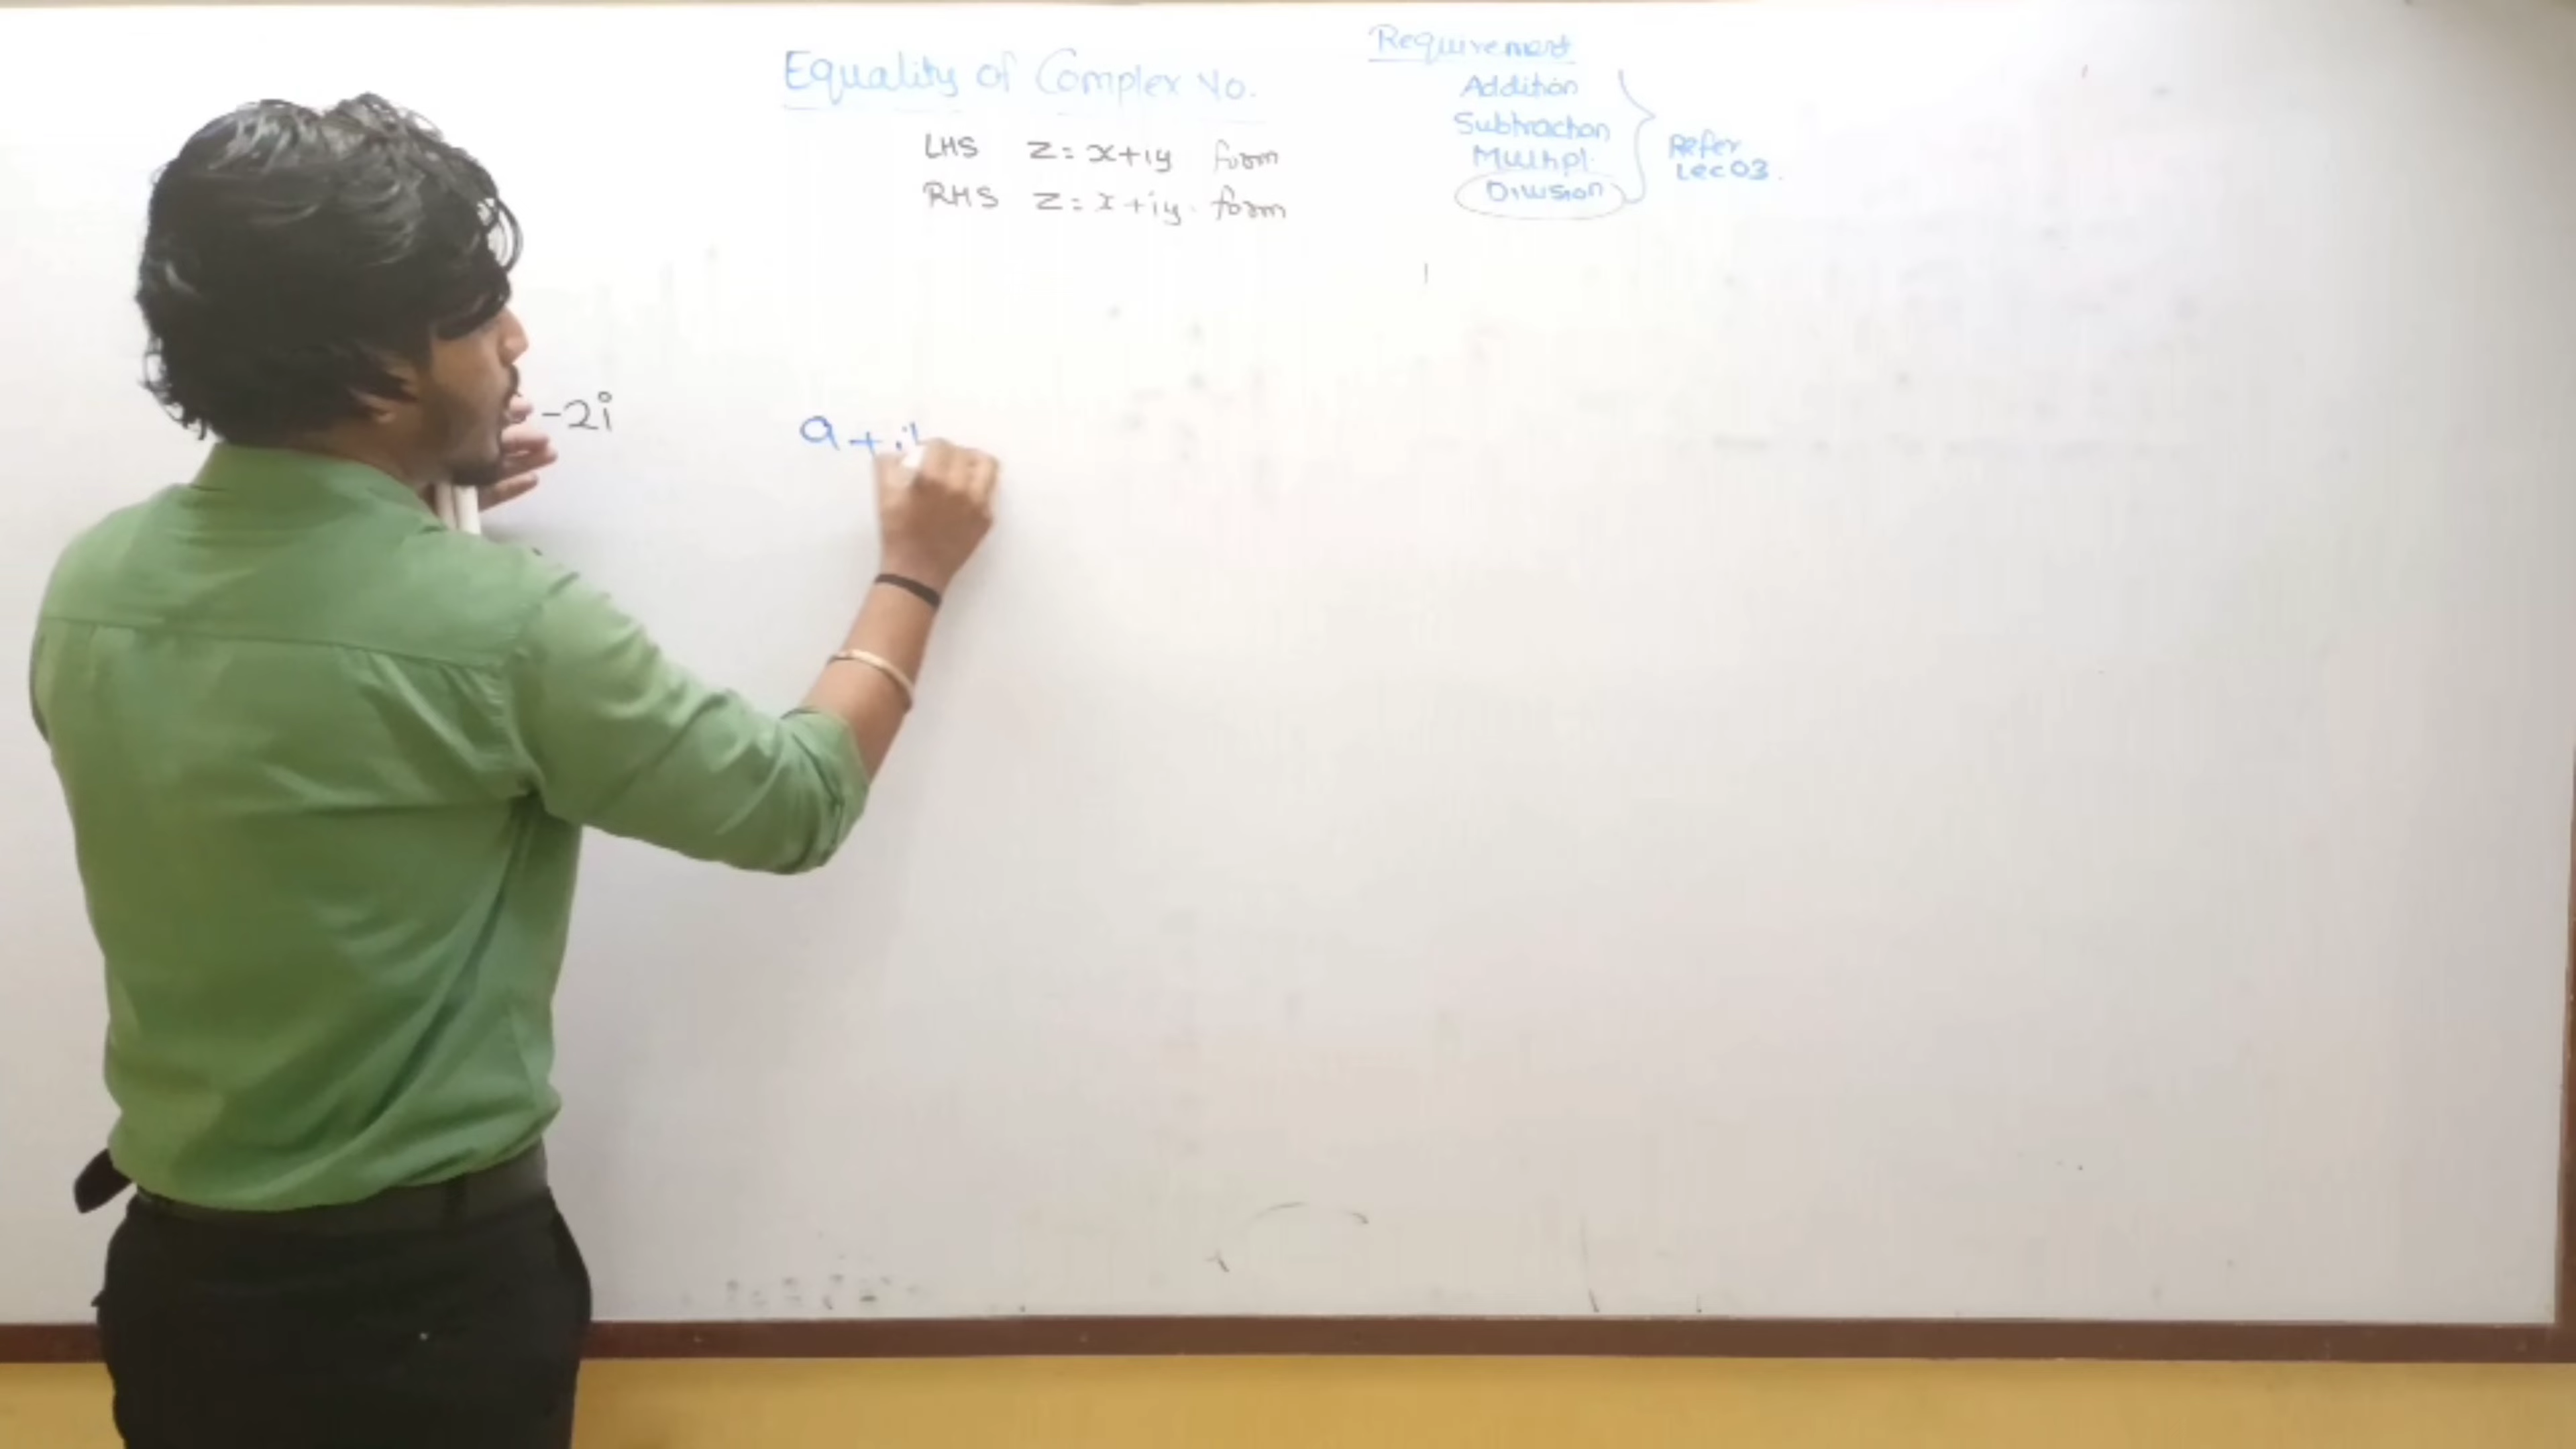 Equality of Complex No.
LHS z = x+iy form
RHS z = x+iy. form
Requirement
Addition
Subtraction
Multipl.
Division
Refer
Lec 03.
-2i
a + i